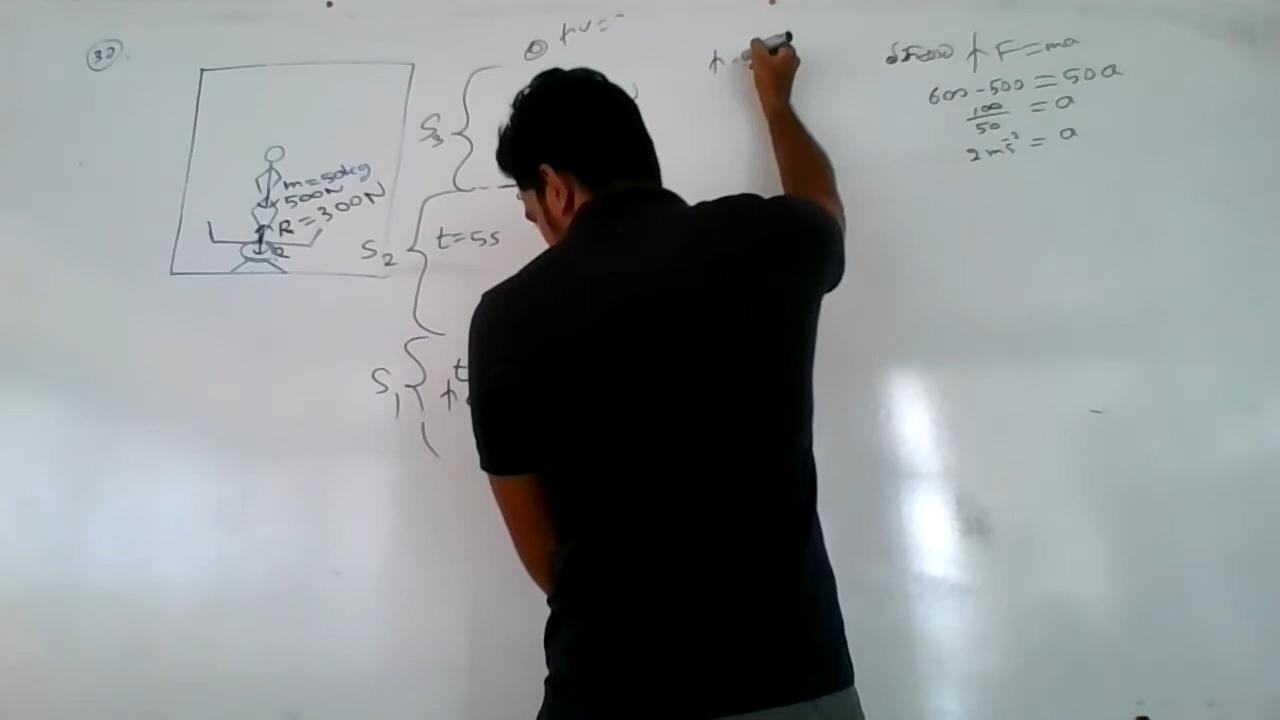 32
m=50kg
500N
R=300N
R
S3
S2
t=5s
S1
t
↑v=
↑ F=ma
600-500=50a
100/50 = a
2ms⁻² = a